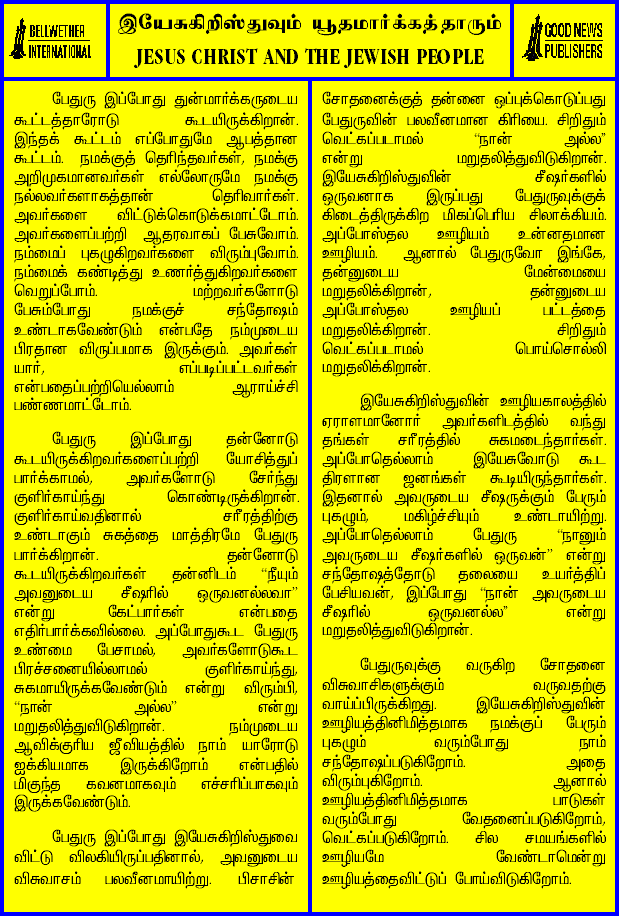 BELLWETHER
INTERNATIONAL
இயேசுகிறிஸ்துவும் யூதமார்க்கத்தாரும்
JESUS CHRIST AND THE JEWISH PEOPLE
GOOD NEWS
PUBLISHERS
பேதுரு இப்போது துன்மார்க்கருடைய
கூட்டத்தாரோடு கூடயிருக்கிறான்.
இந்தக் கூட்டம் எப்போதுமே ஆபத்தான
கூட்டம். நமக்குத் தெரிந்தவர்கள், நமக்கு
அறிமுகமானவர்கள் எல்லோருமே நமக்கு
நல்லவர்களாகத்தான் தெரிவார்கள்.
அவர்களை விட்டுக்கொடுக்கமாட்டோம்.
அவர்களைப்பற்றி ஆதரவாகப் பேசுவோம்.
நம்மைப் புகழுகிறவர்களை விரும்புவோம்.
நம்மைக் கண்டித்து உணர்த்துகிறவர்களை
வெறுப்போம். மற்றவர்களோடு
பேசும்போது நமக்குச் சந்தோஷம்
உண்டாகவேண்டும் என்பதே நம்முடைய
பிரதான விருப்பமாக இருக்கும். அவர்கள்
யார், எப்படிப்பட்டவர்கள்
என்பதைப்பற்றியெல்லாம் ஆராய்ச்சி
பண்ணமாட்டோம்.
பேதுரு இப்போது தன்னோடு
கூடயிருக்கிறவர்களைப்பற்றி யோசித்துப்
பார்க்காமல், அவர்களோடு சேர்ந்து
குளிர்காய்ந்து கொண்டிருக்கிறான்.
குளிர்காய்வதினால் சரீரத்திற்கு
உண்டாகும் சுகத்தை மாத்திரமே பேதுரு
பார்க்கிறான். தன்னோடு
கூடயிருக்கிறவர்கள் தன்னிடம் “நீயும்
அவனுடைய சீஷரில் ஒருவனல்லவா”
என்று கேட்பார்கள் என்பதை
எதிர்பார்க்கவில்லை. அப்போதுகூட பேதுரு
உண்மை பேசாமல், அவர்களோடுகூட
பிரச்சனையில்லாமல் குளிர்காய்ந்து,
சுகமாயிருக்கவேண்டும் என்று விரும்பி,
“நான் அல்ல” என்று
மறுதலித்துவிடுகிறான். நம்முடைய
ஆவிக்குரிய ஜீவியத்தில் நாம் யாரோடு
ஐக்கியமாக இருக்கிறோம் என்பதில்
மிகுந்த கவனமாகவும் எச்சரிப்பாகவும்
இருக்கவேண்டும்.
பேதுரு இப்போது இயேசுகிறிஸ்துவை
விட்டு விலகியிருப்பதினால், அவனுடைய
விசுவாசம் பலவீனமாயிற்று. பிசாசின்
சோதனைக்குத் தன்னை ஒப்புக்கொடுப்பது
பேதுருவின் பலவீனமான கிரியை. சிறிதும்
வெட்கப்படாமல் “நான் அல்ல”
என்று மறுதலித்துவிடுகிறான்.
இயேசுகிறிஸ்துவின் சீஷர்களில்
ஒருவனாக இருப்பது பேதுருவுக்குக்
கிடைத்திருக்கிற மிகப்பெரிய சிலாக்கியம்.
அப்போஸ்தல ஊழியம் உன்னதமான
ஊழியம். ஆனால் பேதுருவோ இங்கே,
தன்னுடைய மேன்மையை
மறுதலிக்கிறான், தன்னுடைய
அப்போஸ்தல ஊழியப் பட்டத்தை
மறுதலிக்கிறான். சிறிதும்
வெட்கப்படாமல் பொய்சொல்லி
மறுதலிக்கிறான்.
இயேசுகிறிஸ்துவின் ஊழியகாலத்தில்
ஏராளமானோர் அவர்களிடத்தில் வந்து
தங்கள் சரீரத்தில் சுகமடைந்தார்கள்.
அப்போதெல்லாம் இயேசுவோடு கூட
திரளான ஜனங்கள் கூடியிருந்தார்கள்.
இதனால் அவருடைய சீஷருக்கும் பேரும்
புகழும், மகிழ்ச்சியும் உண்டாயிற்று.
அப்போதெல்லாம் பேதுரு “நானும்
அவருடைய சீஷர்களில் ஒருவன்” என்று
சந்தோஷத்தோடு தலையை உயர்த்திப்
பேசியவன், இப்போது “நான் அவருடைய
சீஷரில் ஒருவனல்ல” என்று
மறுதலித்துவிடுகிறான்.
பேதுருவுக்கு வருகிற சோதனை
விசுவாசிகளுக்கும் வருவதற்கு
வாய்ப்பிருக்கிறது. இயேசுகிறிஸ்துவின்
ஊழியத்தினிமித்தமாக நமக்குப் பேரும்
புகழும் வரும்போது நாம்
சந்தோஷப்படுகிறோம். அதை
விரும்புகிறோம். ஆனால்
ஊழியத்தினிமித்தமாக பாடுகள்
வரும்போது வேதனைப்படுகிறோம்,
வெட்கப்படுகிறோம். சில சமயங்களில்
ஊழியமே வேண்டாமென்று
ஊழியத்தைவிட்டுப் போய்விடுகிறோம்.